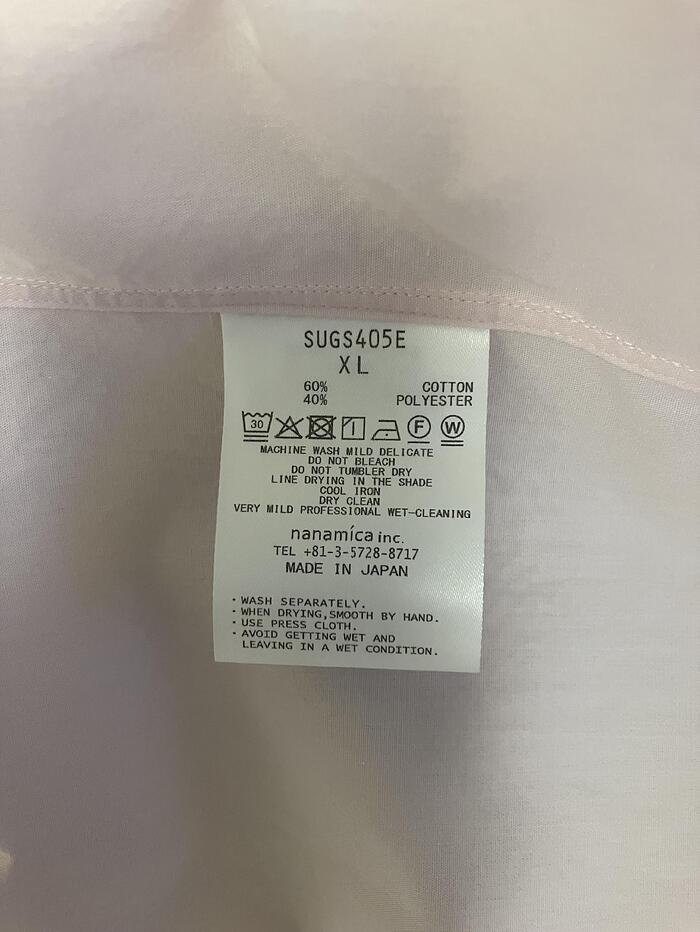 SUGS405E
XL
60% COTTON
40% POLYESTER
30 F W
MACHINE WASH MILD DELICATE
DO NOT BLEACH
DO NOT TUMBLER DRY
LINE DRYING IN THE SHADE
COOL IRON
DRY CLEAN
VERY MILD PROFESSIONAL WET-CLEANING
nanamíca inc.
TEL +81-3-5728-8717
MADE IN JAPAN
・WASH SEPARATELY.
・WHEN DRYING,SMOOTH BY HAND.
・USE PRESS CLOTH.
・AVOID GETTING WET AND
LEAVING IN A WET CONDITION.